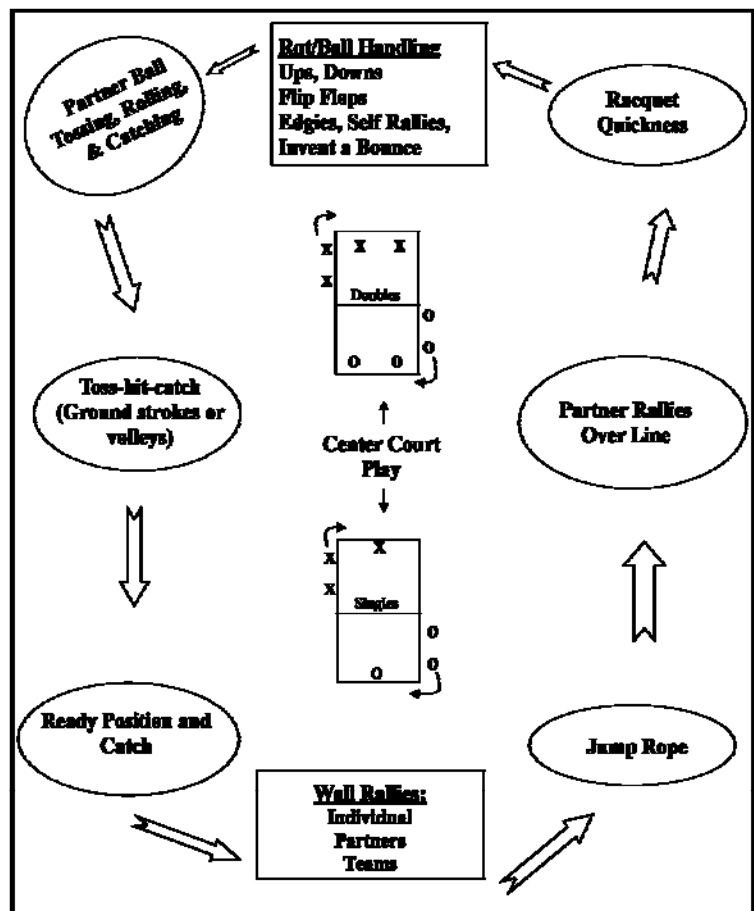 Rqt/Ball Handling
Ups, Downs
Flip Flops
Edgies, Self Rallies,
Invent a Bounce
Partner Ball
Tossing, Rolling,
& Catching
Racquet
Quickness
X X X
X
Doubles
O
O O O
Toss-hit-catch
(Ground strokes or
volleys)
Center Court
Play
Partner Rallies
Over Line
X X
X
Singles
O
O O
Ready Position and
Catch
Jump Rope
Wall Rallies:
Individual
Partners
Teams